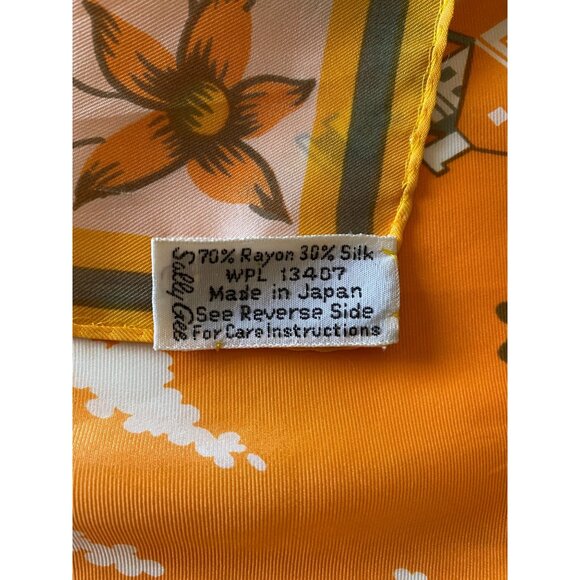 Sally Gee
70% Rayon 30% Silk
WPL 13407
Made in Japan
See Reverse Side
For Care Instructions